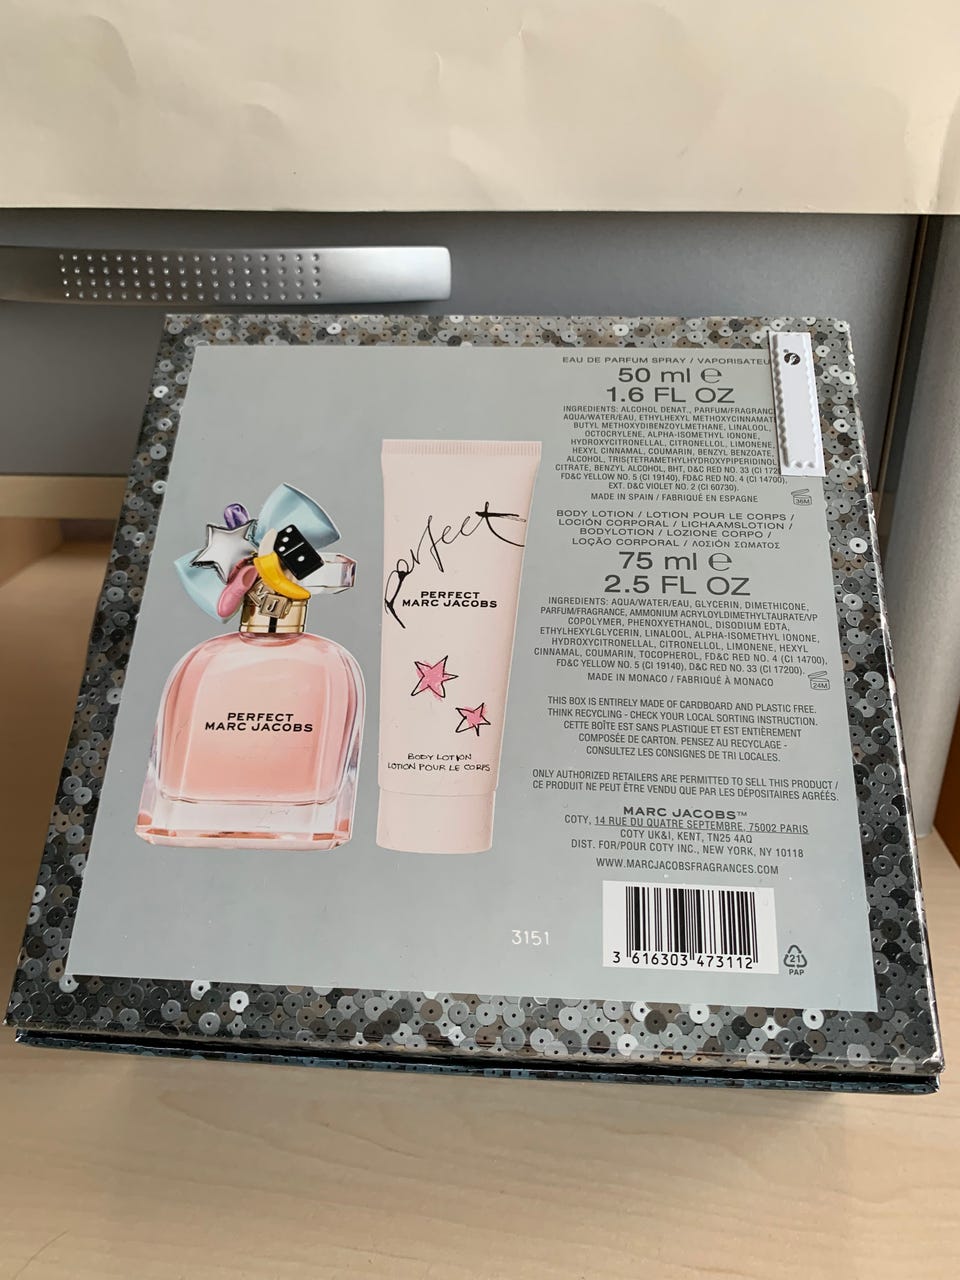 perfect
PERFECT
MARC JACOBS
BODY LOTION
LOTION POUR LE CORPS
PERFECT
MARC JACOBS
EAU DE PARFUM SPRAY /
50 ml ℮
1.6 FL OZ
INGREDIENTS: ALCOHOL DENAT., PARFUM/
AQUA/WATER/EAU, ETHYLHEXYL
BUTYL METHOXYDIBENZOYLMETHANE, LINALOOL,
OCTOCRYLENE, ALPHA-ISOMETHYL IONONE,
HYDROXYCITRONELLAL, CITRONELLOL, LIMONENE,
HEXYL CINNAMAL, COUMARIN, BENZYL BENZOATE,
ALCOHOL,
CITRATE, BENZYL ALCOHOL, BHT, D&C RED NO. 33 (CI
FD&C YELLOW NO. 5 (CI 19140), FD&C RED NO. 4 (CI 14700),
EXT. D&C VIOLET NO. 2 (CI 60730).
MADE IN SPAIN / FABRIQUÉ EN ESPAGNE
36M
BODY LOTION / LOTION POUR LE CORPS /
LOCIÓN CORPORAL / LICHAAMSLOTION /
BODYLOTION / LOZIONE CORPO /
LOÇÃO CORPORAL / ΛΟΣΙΟΝ ΣΩΜΑΤΟΣ
75 ml ℮
2.5 FL OZ
INGREDIENTS: AQUA/WATER/EAU, GLYCERIN, DIMETHICONE,
PARFUM/FRAGRANCE, AMMONIUM ACRYLOYLDIMETHYLTAURATE/VP
COPOLYMER, PHENOXYETHANOL, DISODIUM EDTA,
ETHYLHEXYLGLYCERIN, LINALOOL, ALPHA-ISOMETHYL IONONE,
HYDROXYCITRONELLAL, CITRONELLOL, LIMONENE, HEXYL
CINNAMAL, COUMARIN, TOCOPHEROL, FD&C RED NO. 4 (CI 14700),
FD&C YELLOW NO. 5 (CI 19140), D&C RED NO. 33 (CI 17200).
MADE IN MONACO / FABRIQUÉ À MONACO
24M
THIS BOX IS ENTIRELY MADE OF CARDBOARD AND PLASTIC FREE.
THINK RECYCLING - CHECK YOUR LOCAL SORTING INSTRUCTION.
CETTE BOÎTE EST SANS PLASTIQUE ET EST ENTIÈREMENT
COMPOSÉE DE CARTON. PENSEZ AU RECYCLAGE -
CONSULTEZ LES CONSIGNES DE TRI LOCALES.
ONLY AUTHORIZED RETAILERS ARE PERMITTED TO SELL THIS PRODUCT /
CE PRODUIT NE PEUT ÊTRE VENDU QUE PAR LES DÉPOSITAIRES AGRÉÉS.
MARC JACOBS™
COTY, 14 RUE DU QUATRE SEPTEMBRE, 75002 PARIS
COTY UK&I, KENT, TN25 4AQ
DIST. FOR/POUR COTY INC., NEW YORK, NY 10118
WWW.MARCJACOBSFRAGRANCES.COM
3151
3 616303 473112
21
PAP